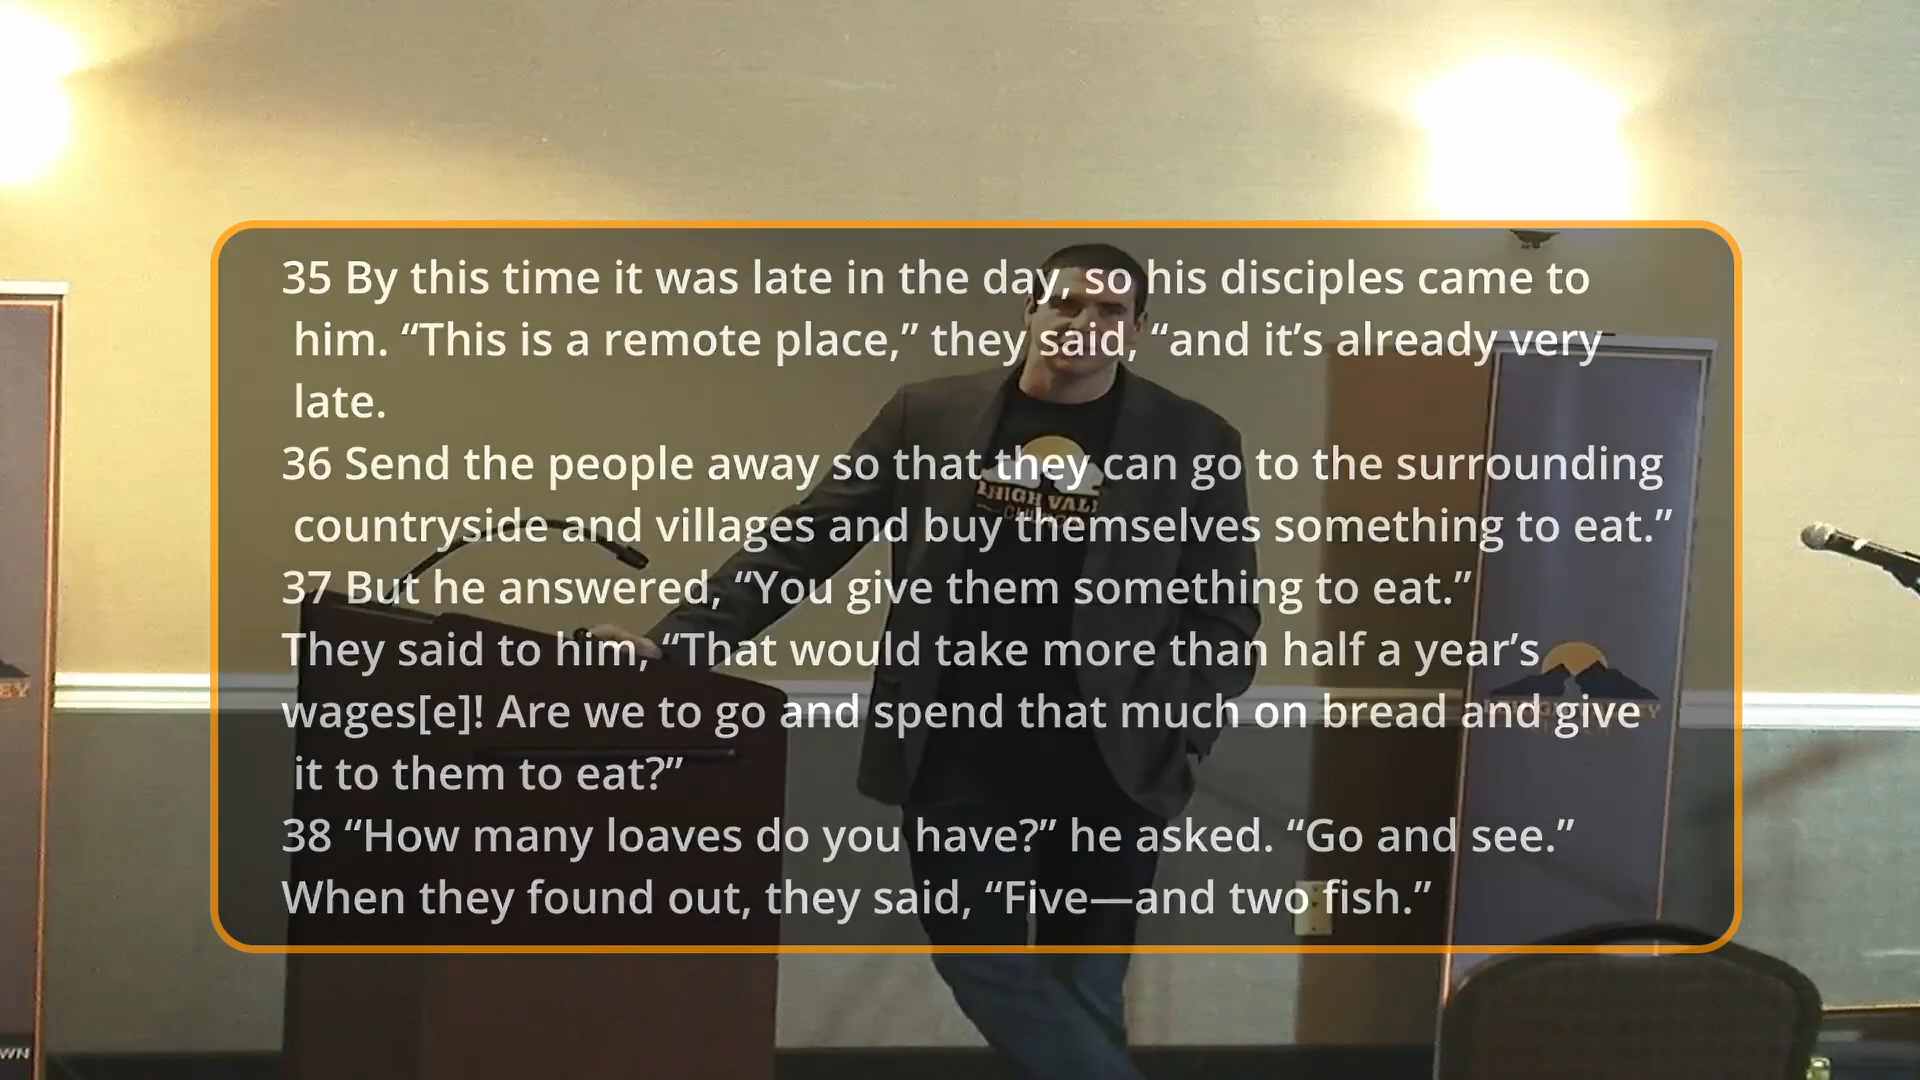 35 By this time it was late in the day, so his disciples came to
him. “This is a remote place,” they said, “and it’s already very
late.
36 Send the people away so that they can go to the surrounding
countryside and villages and buy themselves something to eat.”
37 But he answered, “You give them something to eat.”
They said to him, “That would take more than half a year’s
wages[e]! Are we to go and spend that much on bread and give
it to them to eat?”
38 “How many loaves do you have?” he asked. “Go and see.”
When they found out, they said, “Five—and two fish.”
EHIGH VALL
CHURCH
EY
WN